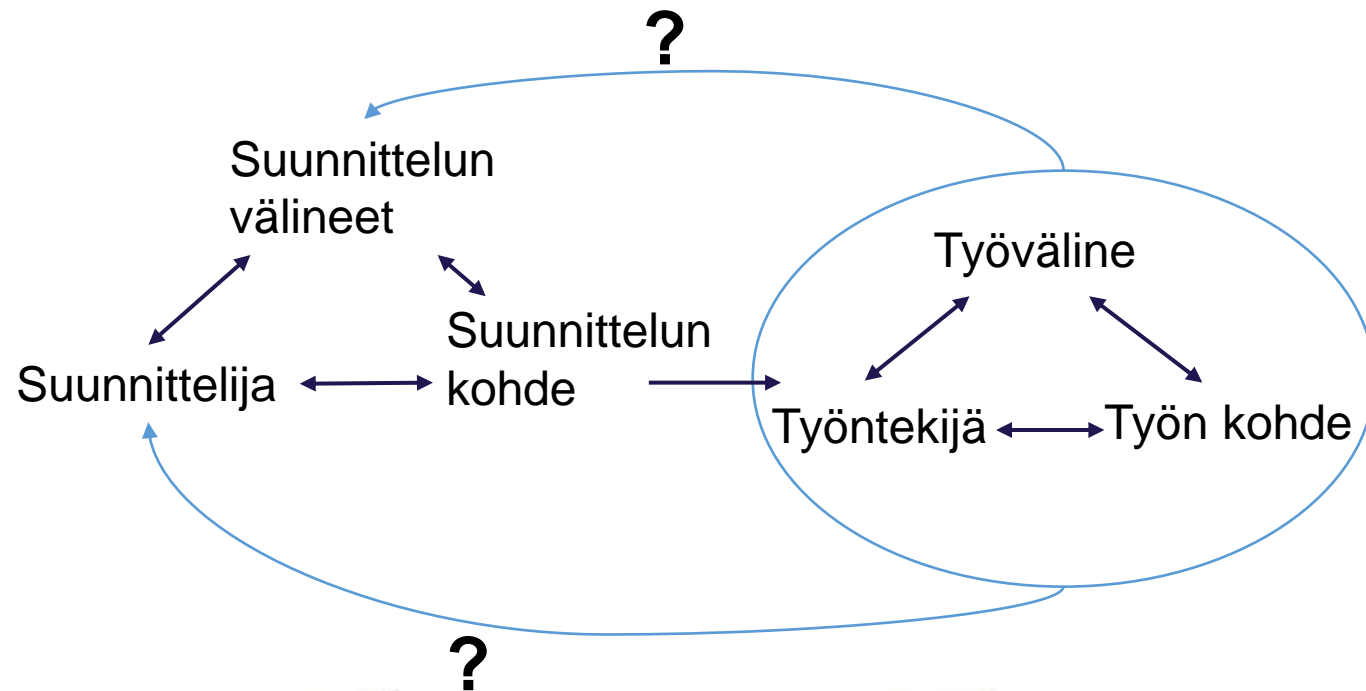 ?
Suunnittelun
välineet
Työväline
Suunnittelun
kohde
Suunnittelija
Työntekijä
Työn kohde
?